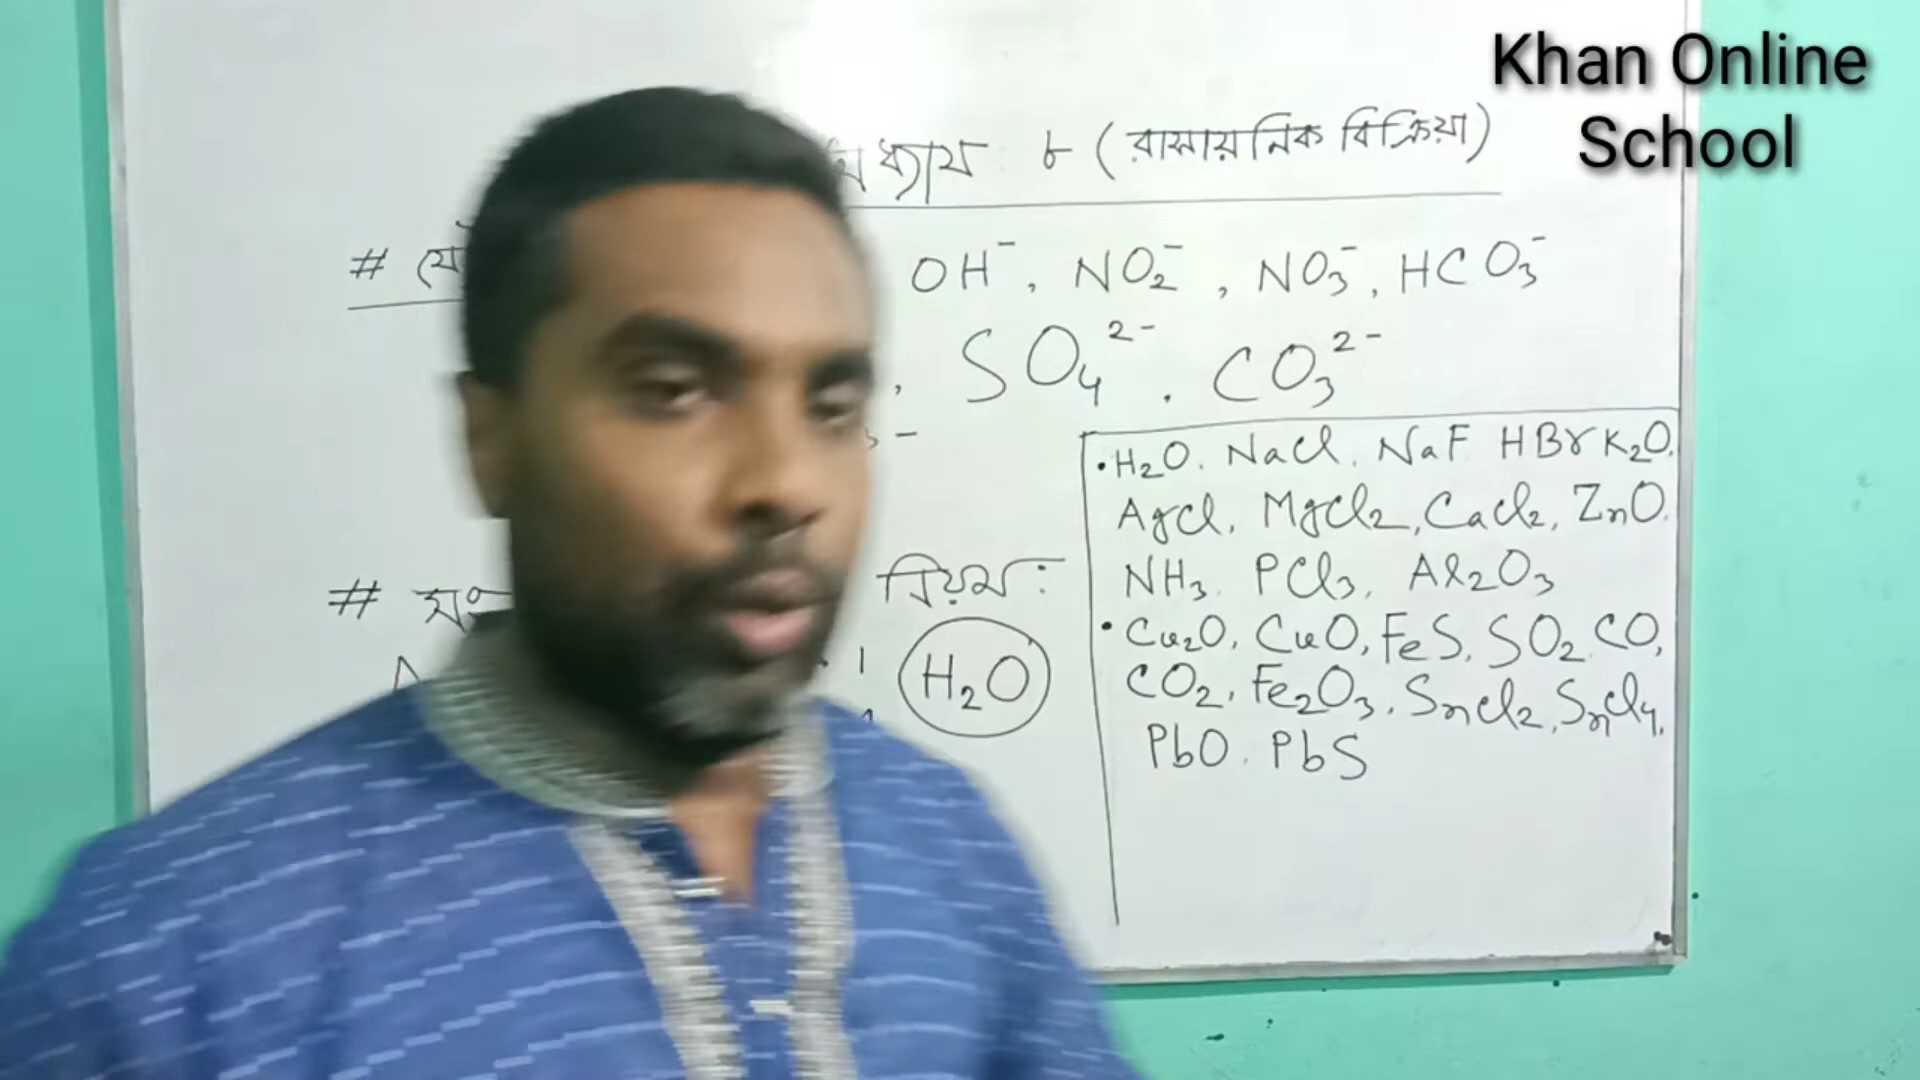 Khan Online
School
৮ (রাসায়নিক বিক্রিয়া)
# OH⁻, NO₂⁻, NO₃⁻, HCO₃⁻
, SO₄²⁻, CO₃²⁻
• H₂O, NaCl, NaF HBr K₂O,
AgCl, MgCl₂, CaCl₂, ZnO,
# নিয়ম:
NH₃, PCl₃, Al₂O₃
• Cu₂O, CuO, FeS, SO₂, CO,
1 H₂O
CO₂, Fe₂O₃, SnCl₂, SnCl₄,
PbO, PbS